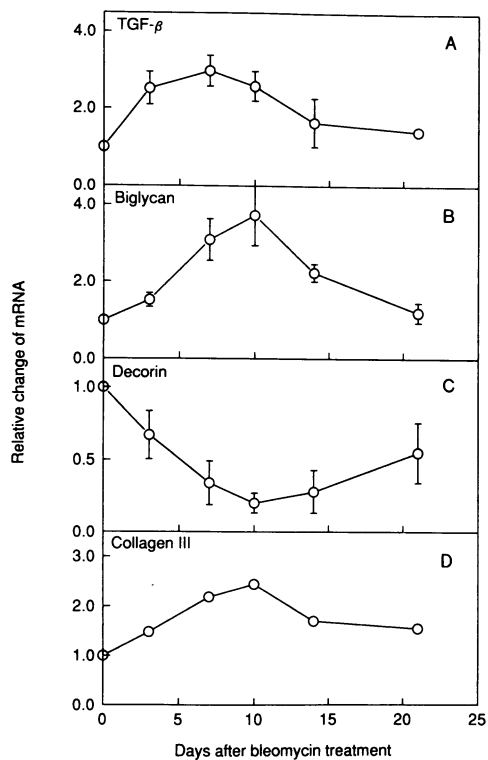 TGF-β
A
4.0
2.0
0.0
Biglycan
B
4.0
2.0
0.0
Decorin
C
1.0
0.5
0.0
Collagen III
D
3.0
2.0
1.0
0.0
0 5 10 15 20 25
Days after bleomycin treatment
Relative change of mRNA